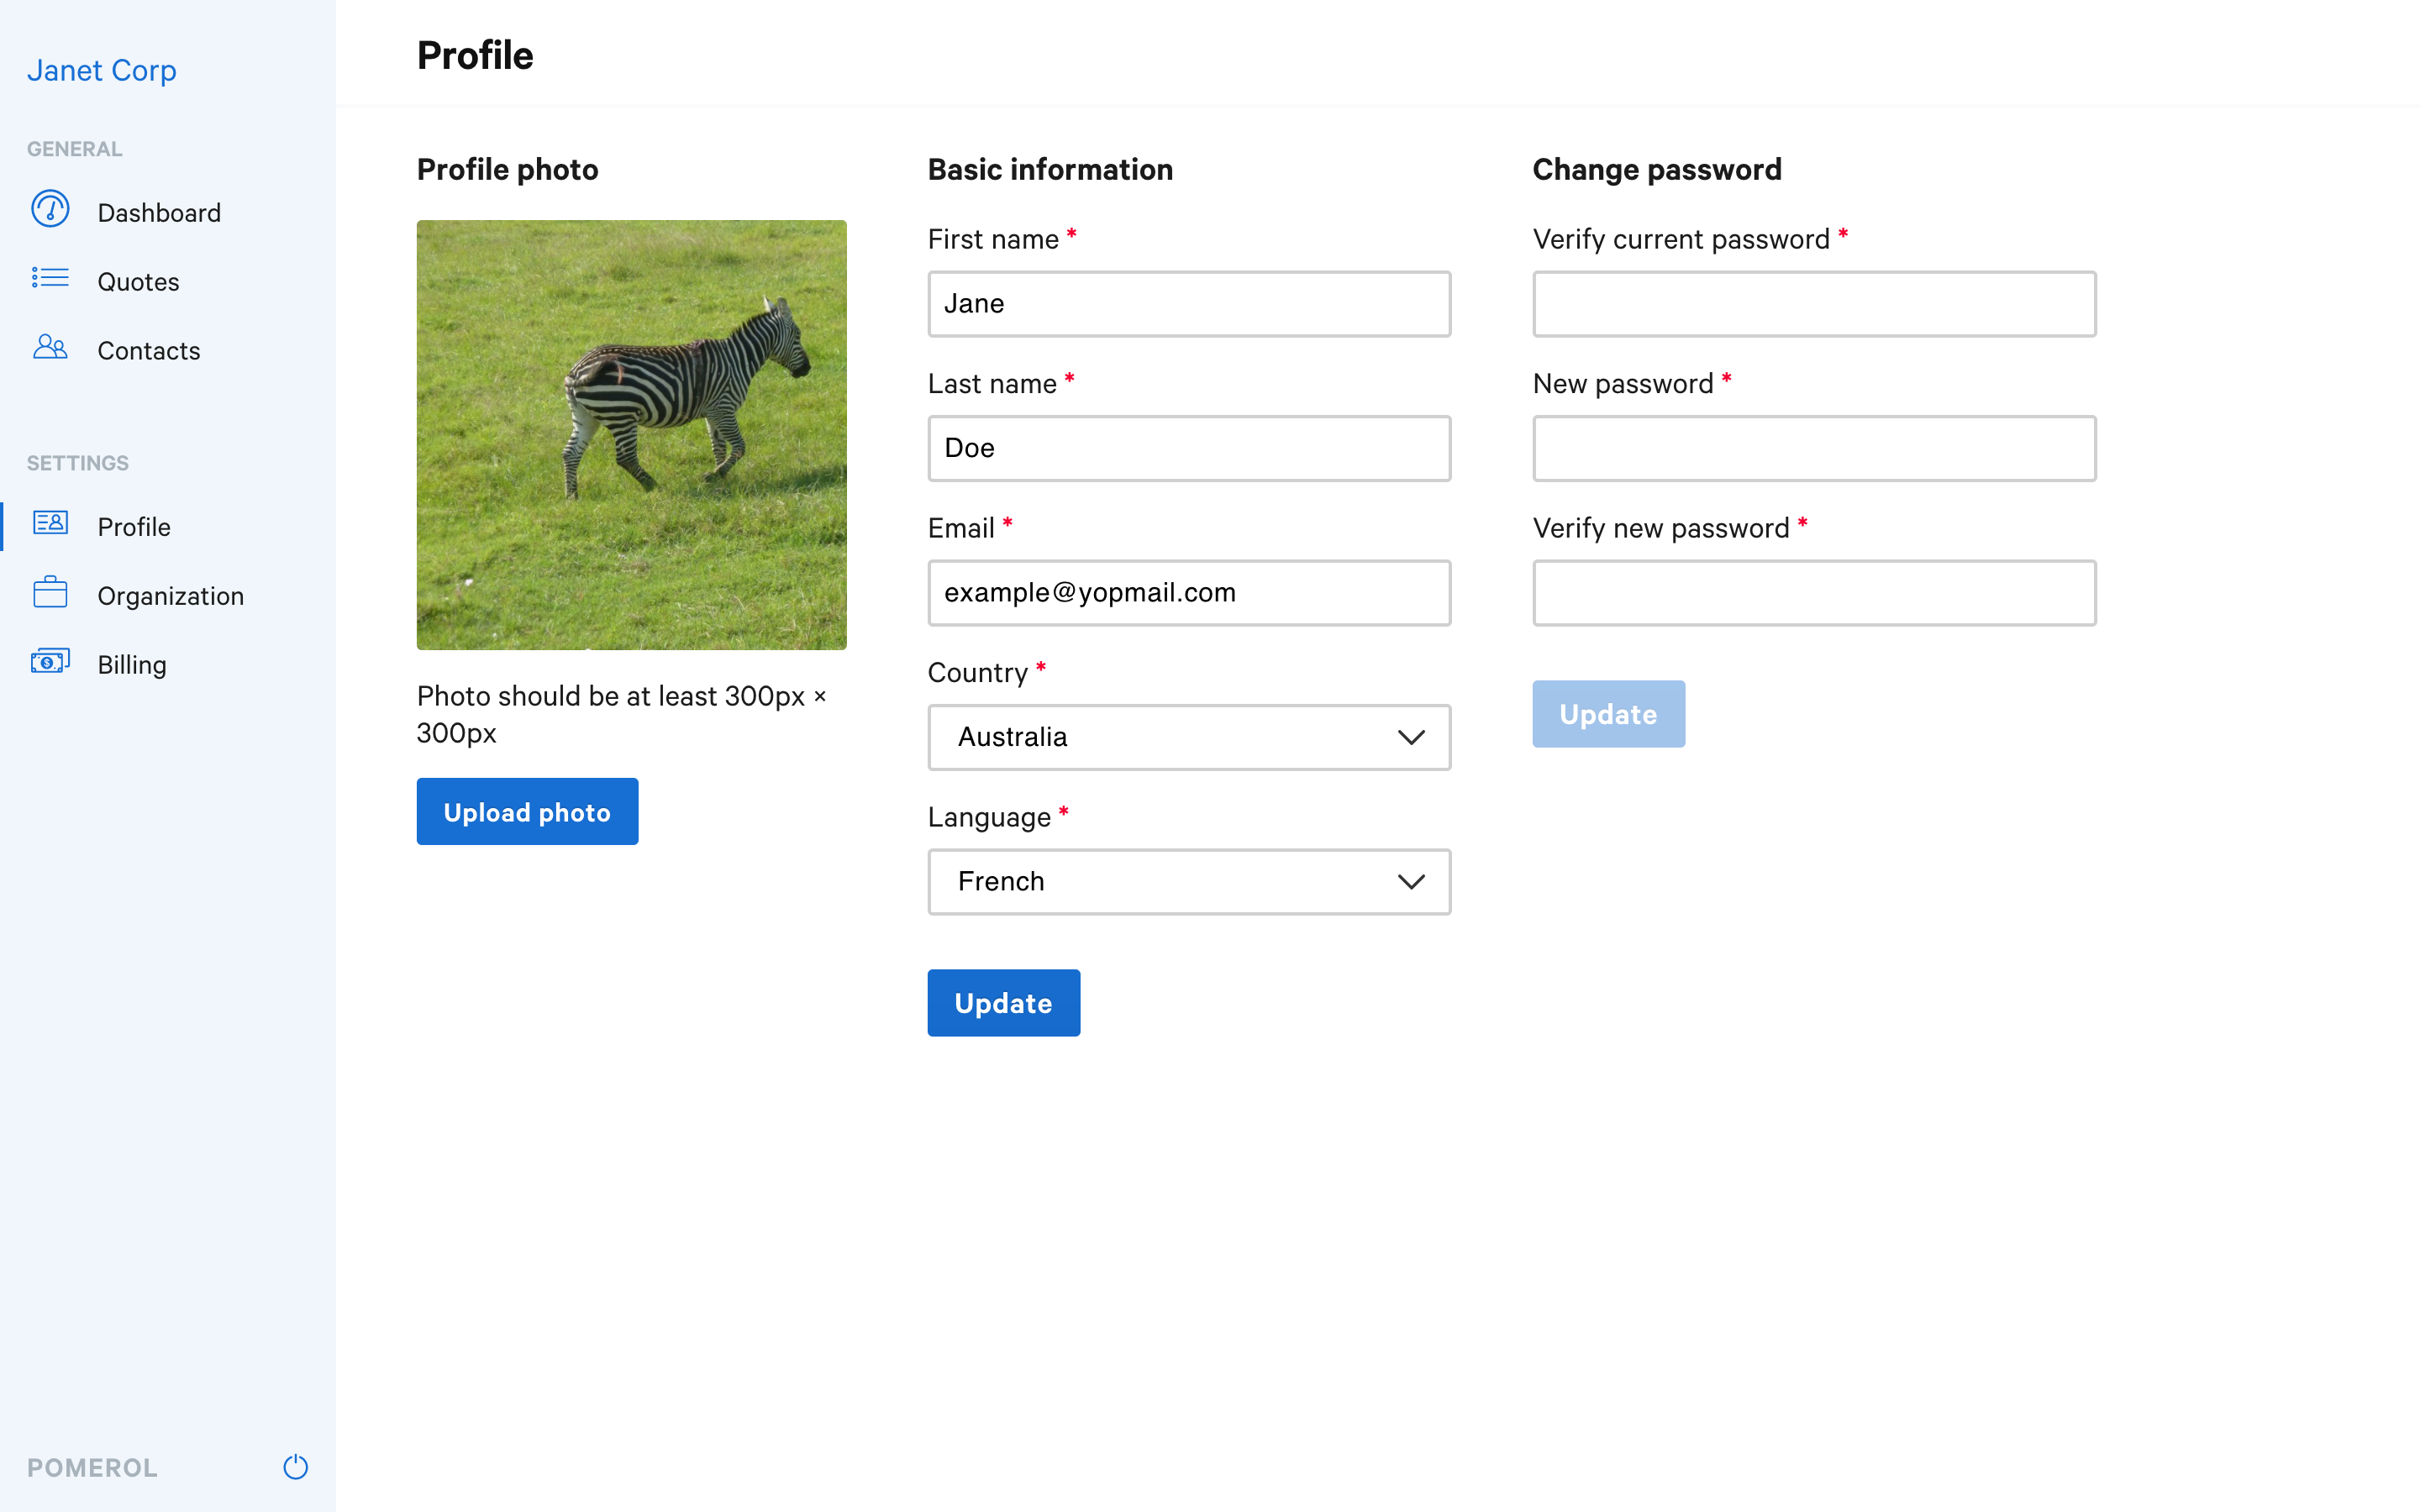 Janet Corp
GENERAL
Dashboard
Quotes
Contacts
SETTINGS
Profile
Organization
Billing
POMEROL
Profile
Profile photo
Photo should be at least 300px ×
300px
Upload photo
Basic information
First name *
Jane
Last name *
Doe
Email *
example@yopmail.com
Country *
Australia
Language *
French
Update
Change password
Verify current password *
New password *
Verify new password *
Update